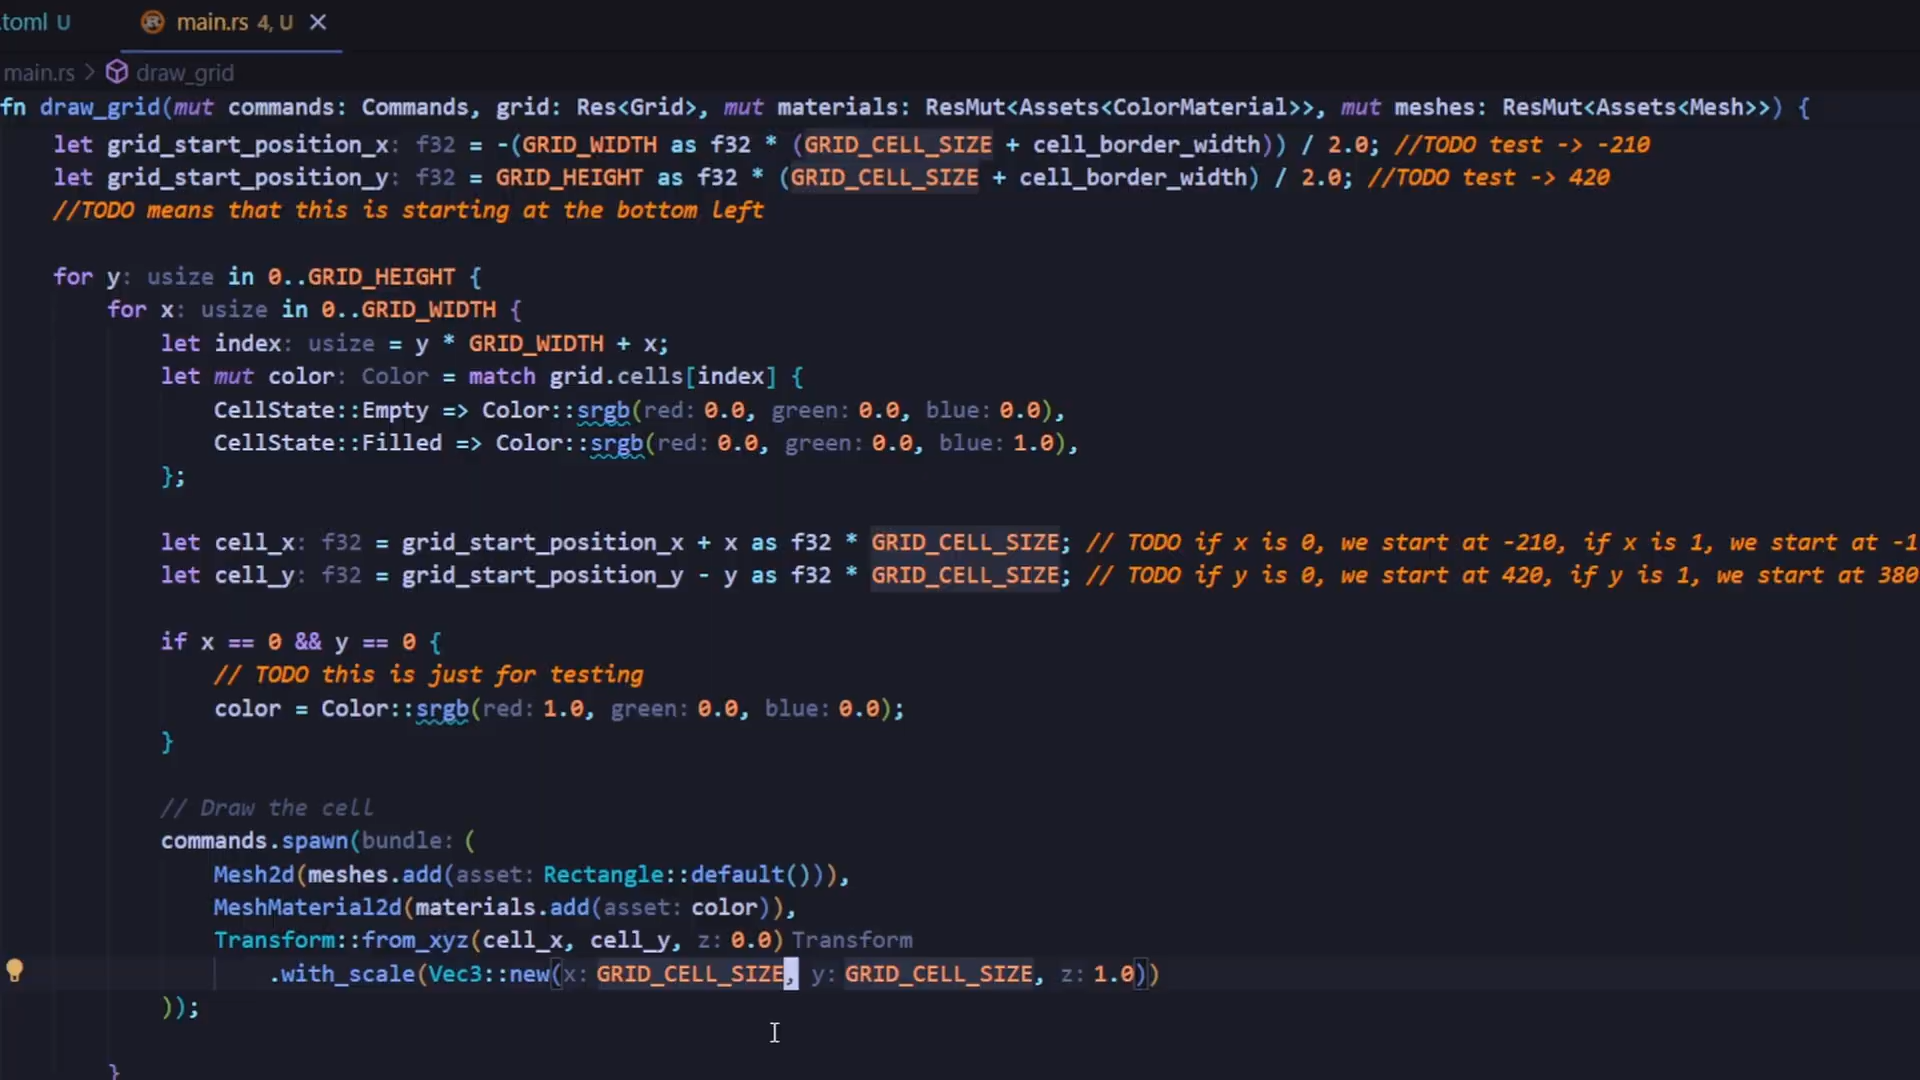 .toml U main.rs 4, U
main.rs > draw_grid
fn draw_grid(mut commands: Commands, grid: Res<Grid>, mut materials: ResMut<Assets<ColorMaterial>>, mut meshes: ResMut<Assets<Mesh>>) {
let grid_start_position_x: f32 = -(GRID_WIDTH as f32 * (GRID_CELL_SIZE + cell_border_width)) / 2.0; //TODO test -> -210
let grid_start_position_y: f32 = GRID_HEIGHT as f32 * (GRID_CELL_SIZE + cell_border_width) / 2.0; //TODO test -> 420
//TODO means that this is starting at the bottom left
for y: usize in 0..GRID_HEIGHT {
for x: usize in 0..GRID_WIDTH {
let index: usize = y * GRID_WIDTH + x;
let mut color: Color = match grid.cells[index] {
CellState::Empty => Color::srgb(red: 0.0, green: 0.0, blue: 0.0),
CellState::Filled => Color::srgb(red: 0.0, green: 0.0, blue: 1.0),
};
let cell_x: f32 = grid_start_position_x + x as f32 * GRID_CELL_SIZE; // TODO if x is 0, we start at -210, if x is 1, we start at -1
let cell_y: f32 = grid_start_position_y - y as f32 * GRID_CELL_SIZE; // TODO if y is 0, we start at 420, if y is 1, we start at 380
if x == 0 && y == 0 {
// TODO this is just for testing
color = Color::srgb(red: 1.0, green: 0.0, blue: 0.0);
}
// Draw the cell
commands.spawn(bundle: (
Mesh2d(meshes.add(asset: Rectangle::default())),
MeshMaterial2d(materials.add(asset: color)),
Transform::from_xyz(cell_x, cell_y, z: 0.0) Transform
.with_scale(Vec3::new(x: GRID_CELL_SIZE, y: GRID_CELL_SIZE, z: 1.0))
));
}